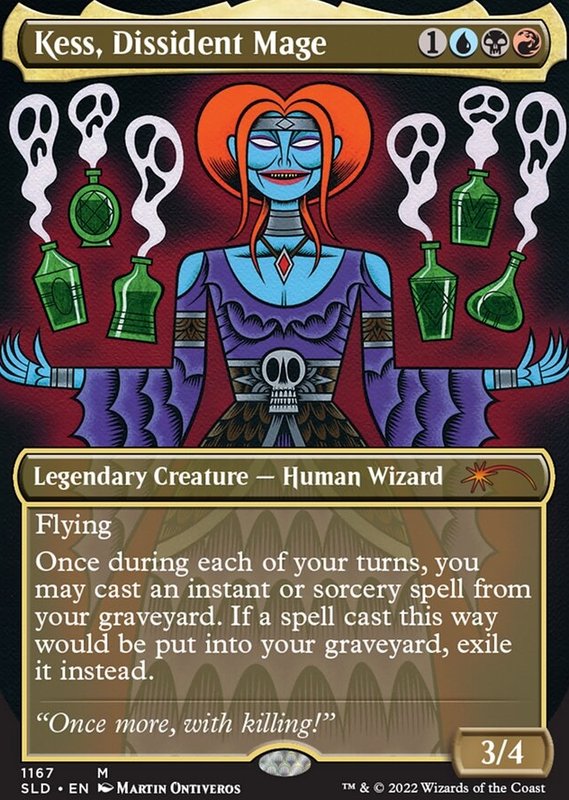 Kess, Dissident Mage 1
Legendary Creature — Human Wizard
Flying
Once during each of your turns, you
may cast an instant or sorcery spell from
your graveyard. If a spell cast this way
would be put into your graveyard, exile
it instead.
“Once more, with killing!”
3/4
1167 M
SLD • EN Martin Ontiveros
™ & © 2022 Wizards of the Coast